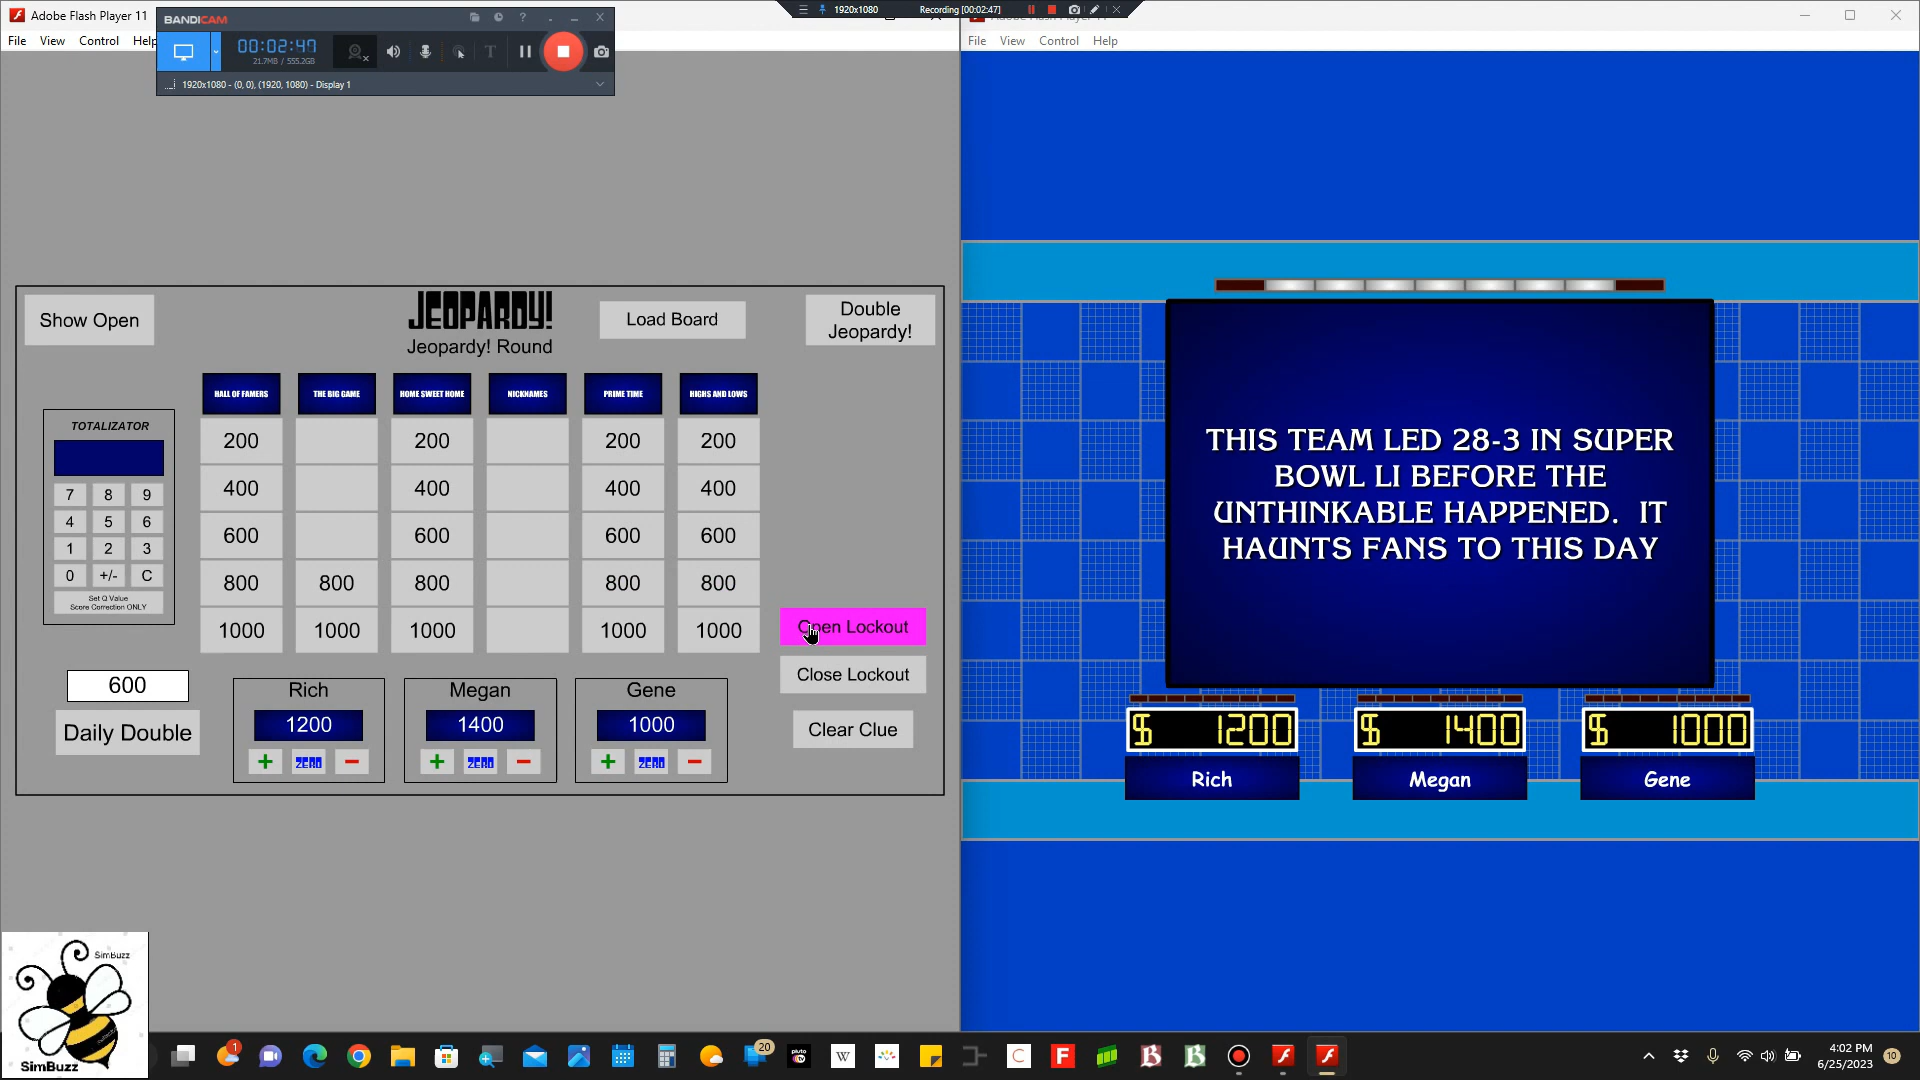 Adobe Flash Player 11
File View Control Help
BANDICAM
00:02:47
21.7MB / 555.2GB
1920x1080 - (0, 0), (1920, 1080) - Display 1
1920x1080 Recording [00:02:47]
File View Control Help
Show Open
JEOPARDY!
Jeopardy! Round
Load Board
Double
Jeopardy!
HALL OF FAMERS THE BIG GAME HOME SWEET HOME NICKNAMES PRIME TIME HIGHS AND LOWS
200 200 200 200
400 400 400 400
600 600 600 600
800 800 800 800 800
1000 1000 1000 1000 1000
TOTALIZATOR
7 8 9
4 5 6
1 2 3
0 +/- C
Set Q Value
Score Correction ONLY
600
Daily Double
Rich Megan Gene
1200 1400 1000
+ ZERO - + ZERO - + ZERO -
Open Lockout
Close Lockout
Clear Clue
THIS TEAM LED 28-3 IN SUPER
BOWL LI BEFORE THE
UNTHINKABLE HAPPENED. IT
HAUNTS FANS TO THIS DAY
$ 1200 $ 1400 $ 1000
Rich Megan Gene
SimBuzz
SimBuzz
1
20
pluto tv
W
C
F
B
B
4:02 PM
6/25/2023
10